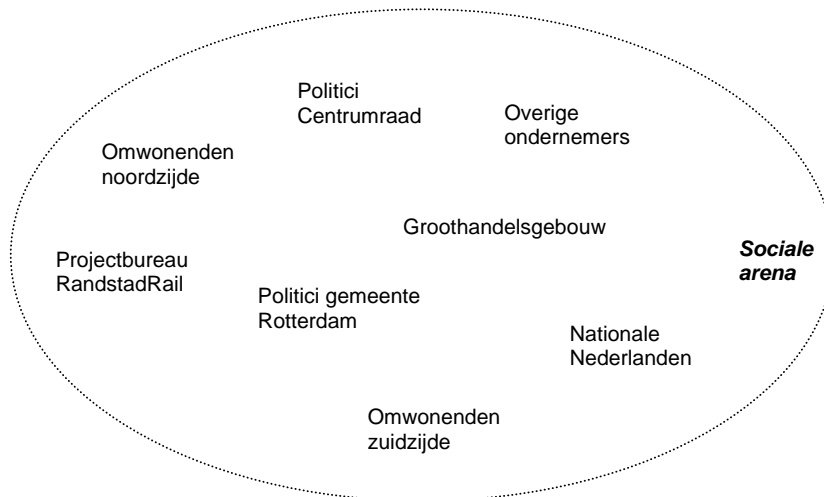 Politici
Centrumraad
Overige
ondernemers
Omwonenden
noordzijde
Groothandelsgebouw
Sociale
arena
Projectbureau
RandstadRail
Politici gemeente
Rotterdam
Nationale
Nederlanden
Omwonenden
zuidzijde